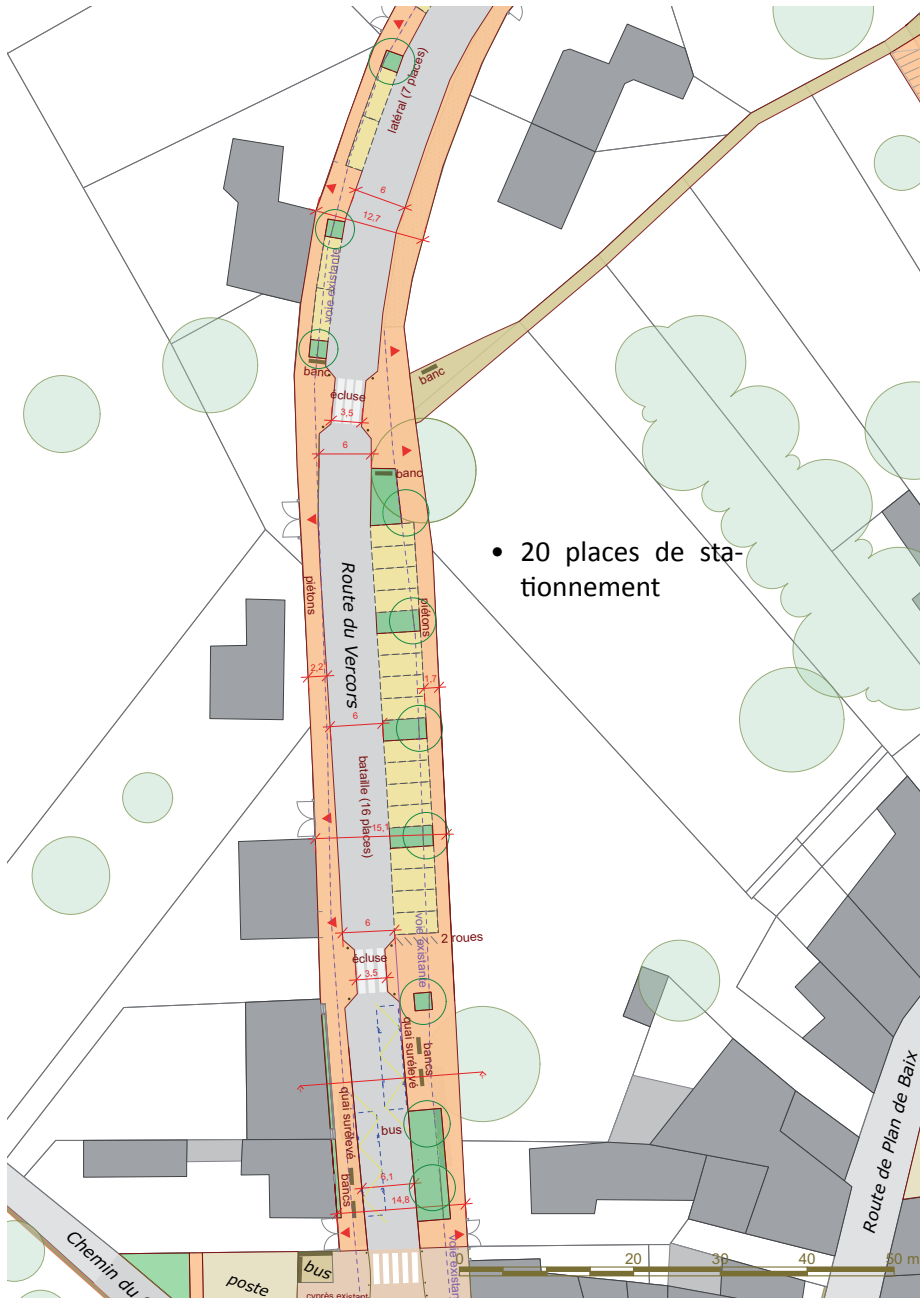 latéral (7 places)
6
12,7
voie existante
banc
banc
écluse
3,5
6
banc
• 20 places de sta-
tionnement
piétons
Route du Vercors
piétons
2,2
1,7
6
bataille (16 places)
15,1
6
2 roues
voie existante
écluse
3,5
quai surélevé
bancs
quai surélevé
bus
bancs
6,1
14,8
Route de Plan de Baix
Chemin du
poste
bus
voie existan
cyprès existant
0
20
30
50 m